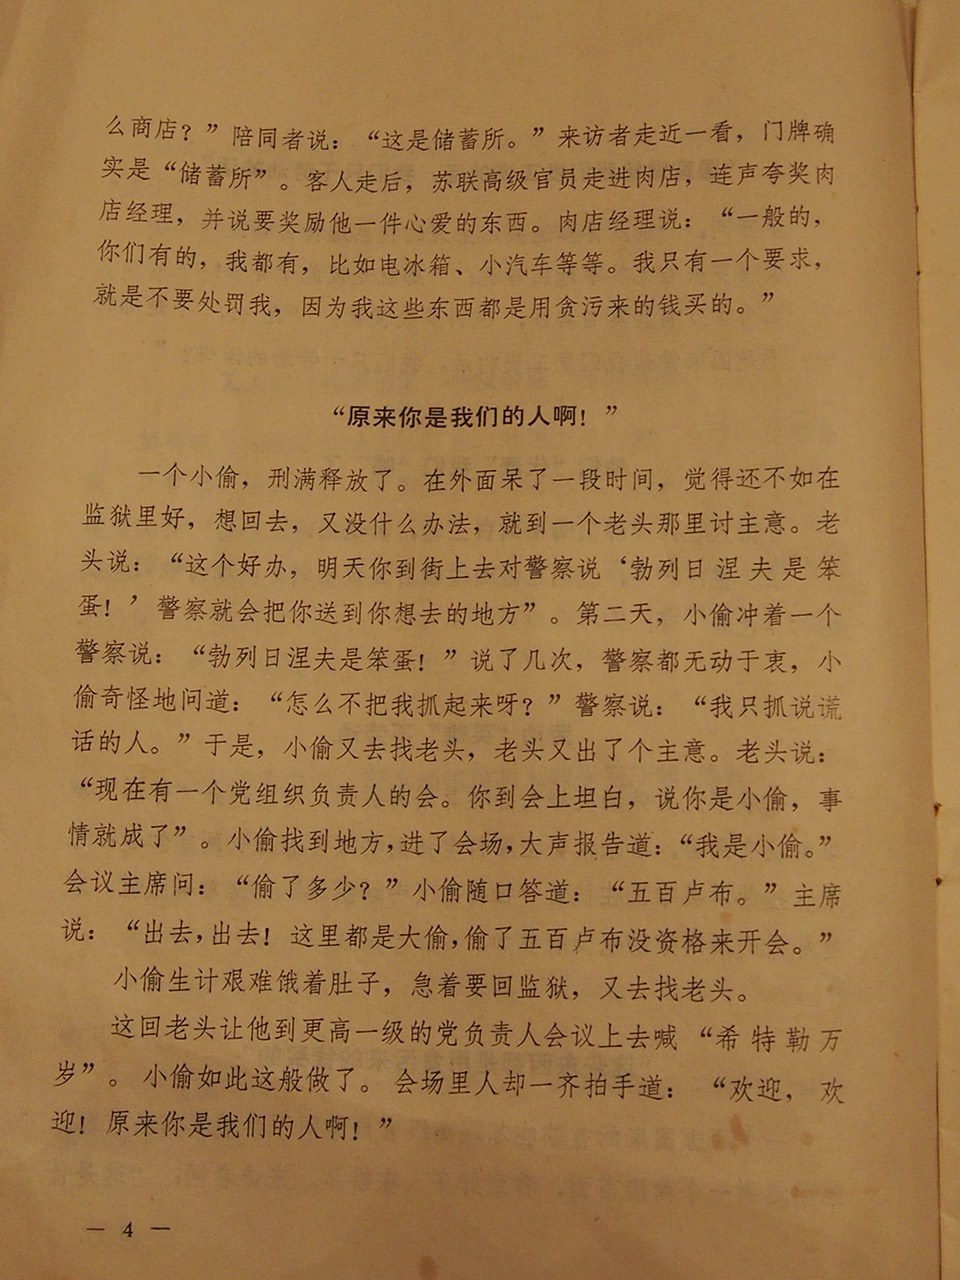 么商店？”陪同者说：“这是储蓄所。”来访者走近一看，门牌确
实是“储蓄所”。客人走后，苏联高级官员走进肉店，连声夸奖肉
店经理，并说要奖励他一件心爱的东西。肉店经理说：“一般的，
你们有的，我都有，比如电冰箱、小汽车等等。我只有一个要求，
就是不要处罚我，因为我这些东西都是用贪污来的钱买的。”
“原来你是我们的人啊！”
一个小偷，刑满释放了。在外面呆了一段时间，觉得还不如在
监狱里好，想回去，又没什么办法，就到一个老头那里讨主意。老
头说：“这个好办，明天你到街上去对警察说‘勃列日涅夫是笨
蛋！’警察就会把你送到你想去的地方”。第二天，小偷冲着一个
警察说：“勃列日涅夫是笨蛋！”说了几次，警察都无动于衷，小
偷奇怪地问道：“怎么不把我抓起来呀？”警察说：“我只抓说谎
话的人。”于是，小偷又去找老头，老头又出了个主意。老头说：
“现在有一个党组织负责人的会。你到会上坦白，说你是小偷，事
情就成了”。小偷找到地方，进了会场，大声报告道：“我是小偷。”
会议主席问：“偷了多少？”小偷随口答道：“五百卢布。”主席
说：“出去，出去！这里都是大偷，偷了五百卢布没资格来开会。”
小偷生计艰难饿着肚子，急着要回监狱，又去找老头。
这回老头让他到更高一级的党负责人会议上去喊“希特勒万
岁”。小偷如此这般做了。会场里人却一齐拍手道：“欢迎，欢
迎！原来你是我们的人啊！”
— 4 —